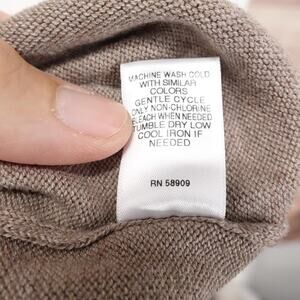 MACHINE WASH COLD
WITH SIMILAR
COLORS
GENTLE CYCLE
ONLY NON-CHLORINE
BLEACH WHEN NEEDED
TUMBLE DRY LOW
COOL IRON IF
NEEDED
RN 58909